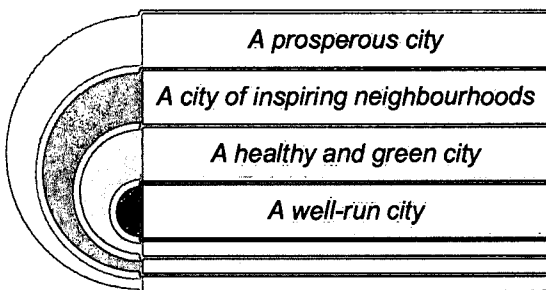 A prosperous city
A city of inspiring neighbourhoods
A healthy and green city
A well-run city